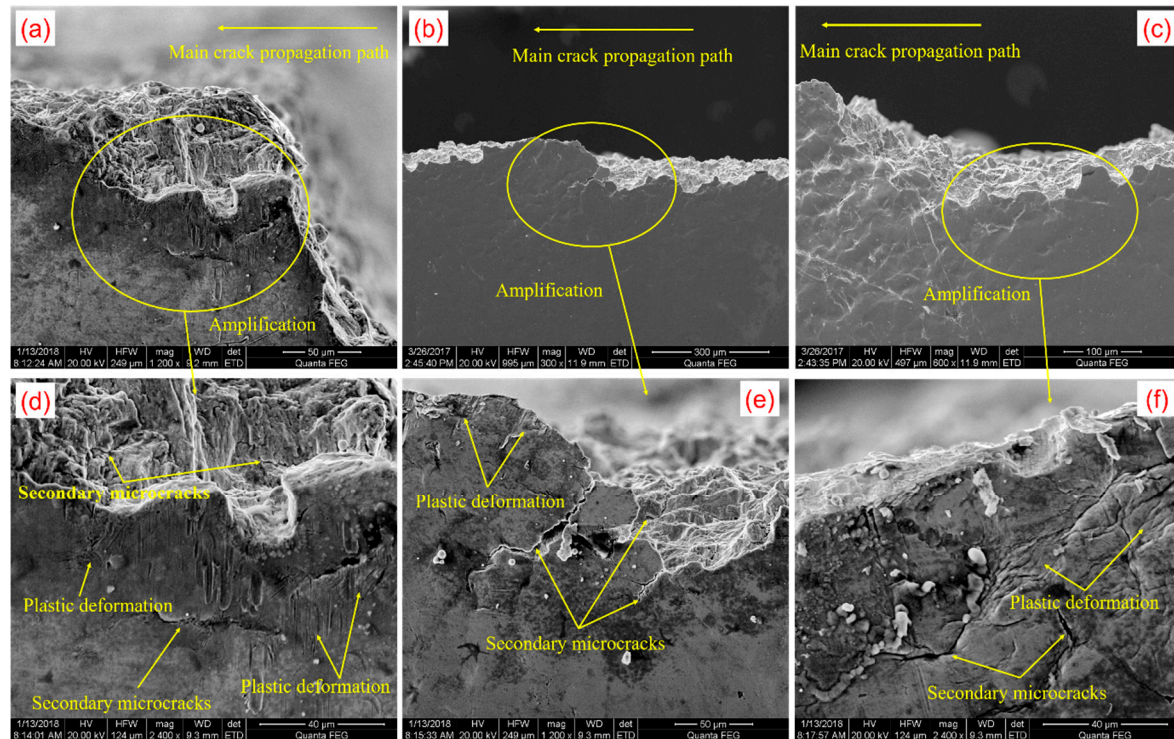 (a)
Main crack propagation path
Amplification
1/13/2018 HV HFW mag WD det 50 µm
8:12:24 AM 20.00 kV 249 µm 1 200 x 9.2 mm ETD Quanta FEG
(b)
Main crack propagation path
Amplification
3/26/2017 HV HFW mag WD det 300 µm
2:45:40 PM 20.00 kV 995 µm 300 x 11.9 mm ETD Quanta FEG
(c)
Main crack propagation path
Amplification
3/26/2017 HV HFW mag WD det 100 µm
2:43:35 PM 20.00 kV 497 µm 600 x 11.9 mm ETD Quanta FEG
(d)
Secondary microcracks
Plastic deformation
Secondary microcracks
Plastic deformation
1/13/2018 HV HFW mag WD det 40 µm
8:14:01 AM 20.00 kV 124 µm 2 400 x 9.3 mm ETD Quanta FEG
(e)
Plastic deformation
Secondary microcracks
1/13/2018 HV HFW mag WD det 50 µm
8:15:33 AM 20.00 kV 249 µm 1 200 x 9.3 mm ETD Quanta FEG
(f)
Plastic deformation
Secondary microcracks
1/13/2018 HV HFW mag WD det 40 µm
8:17:57 AM 20.00 kV 124 µm 2 400 x 9.3 mm ETD Quanta FEG